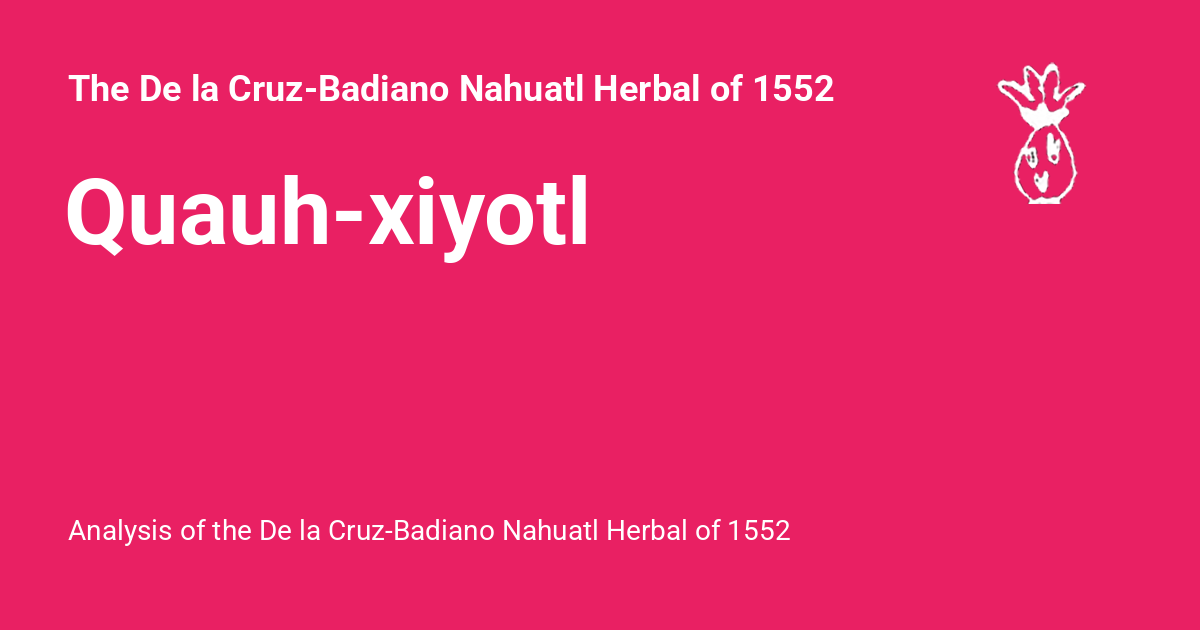 The De la Cruz-Badiano Nahuatl Herbal of 1552
Quauh-xiyotl
Analysis of the De la Cruz-Badiano Nahuatl Herbal of 1552